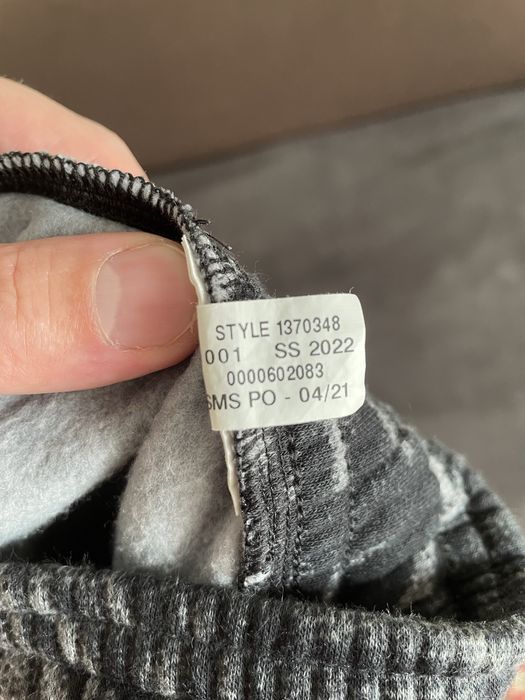 STYLE 1370348
001 SS 2022
0000602083
SMS PO - 04/21